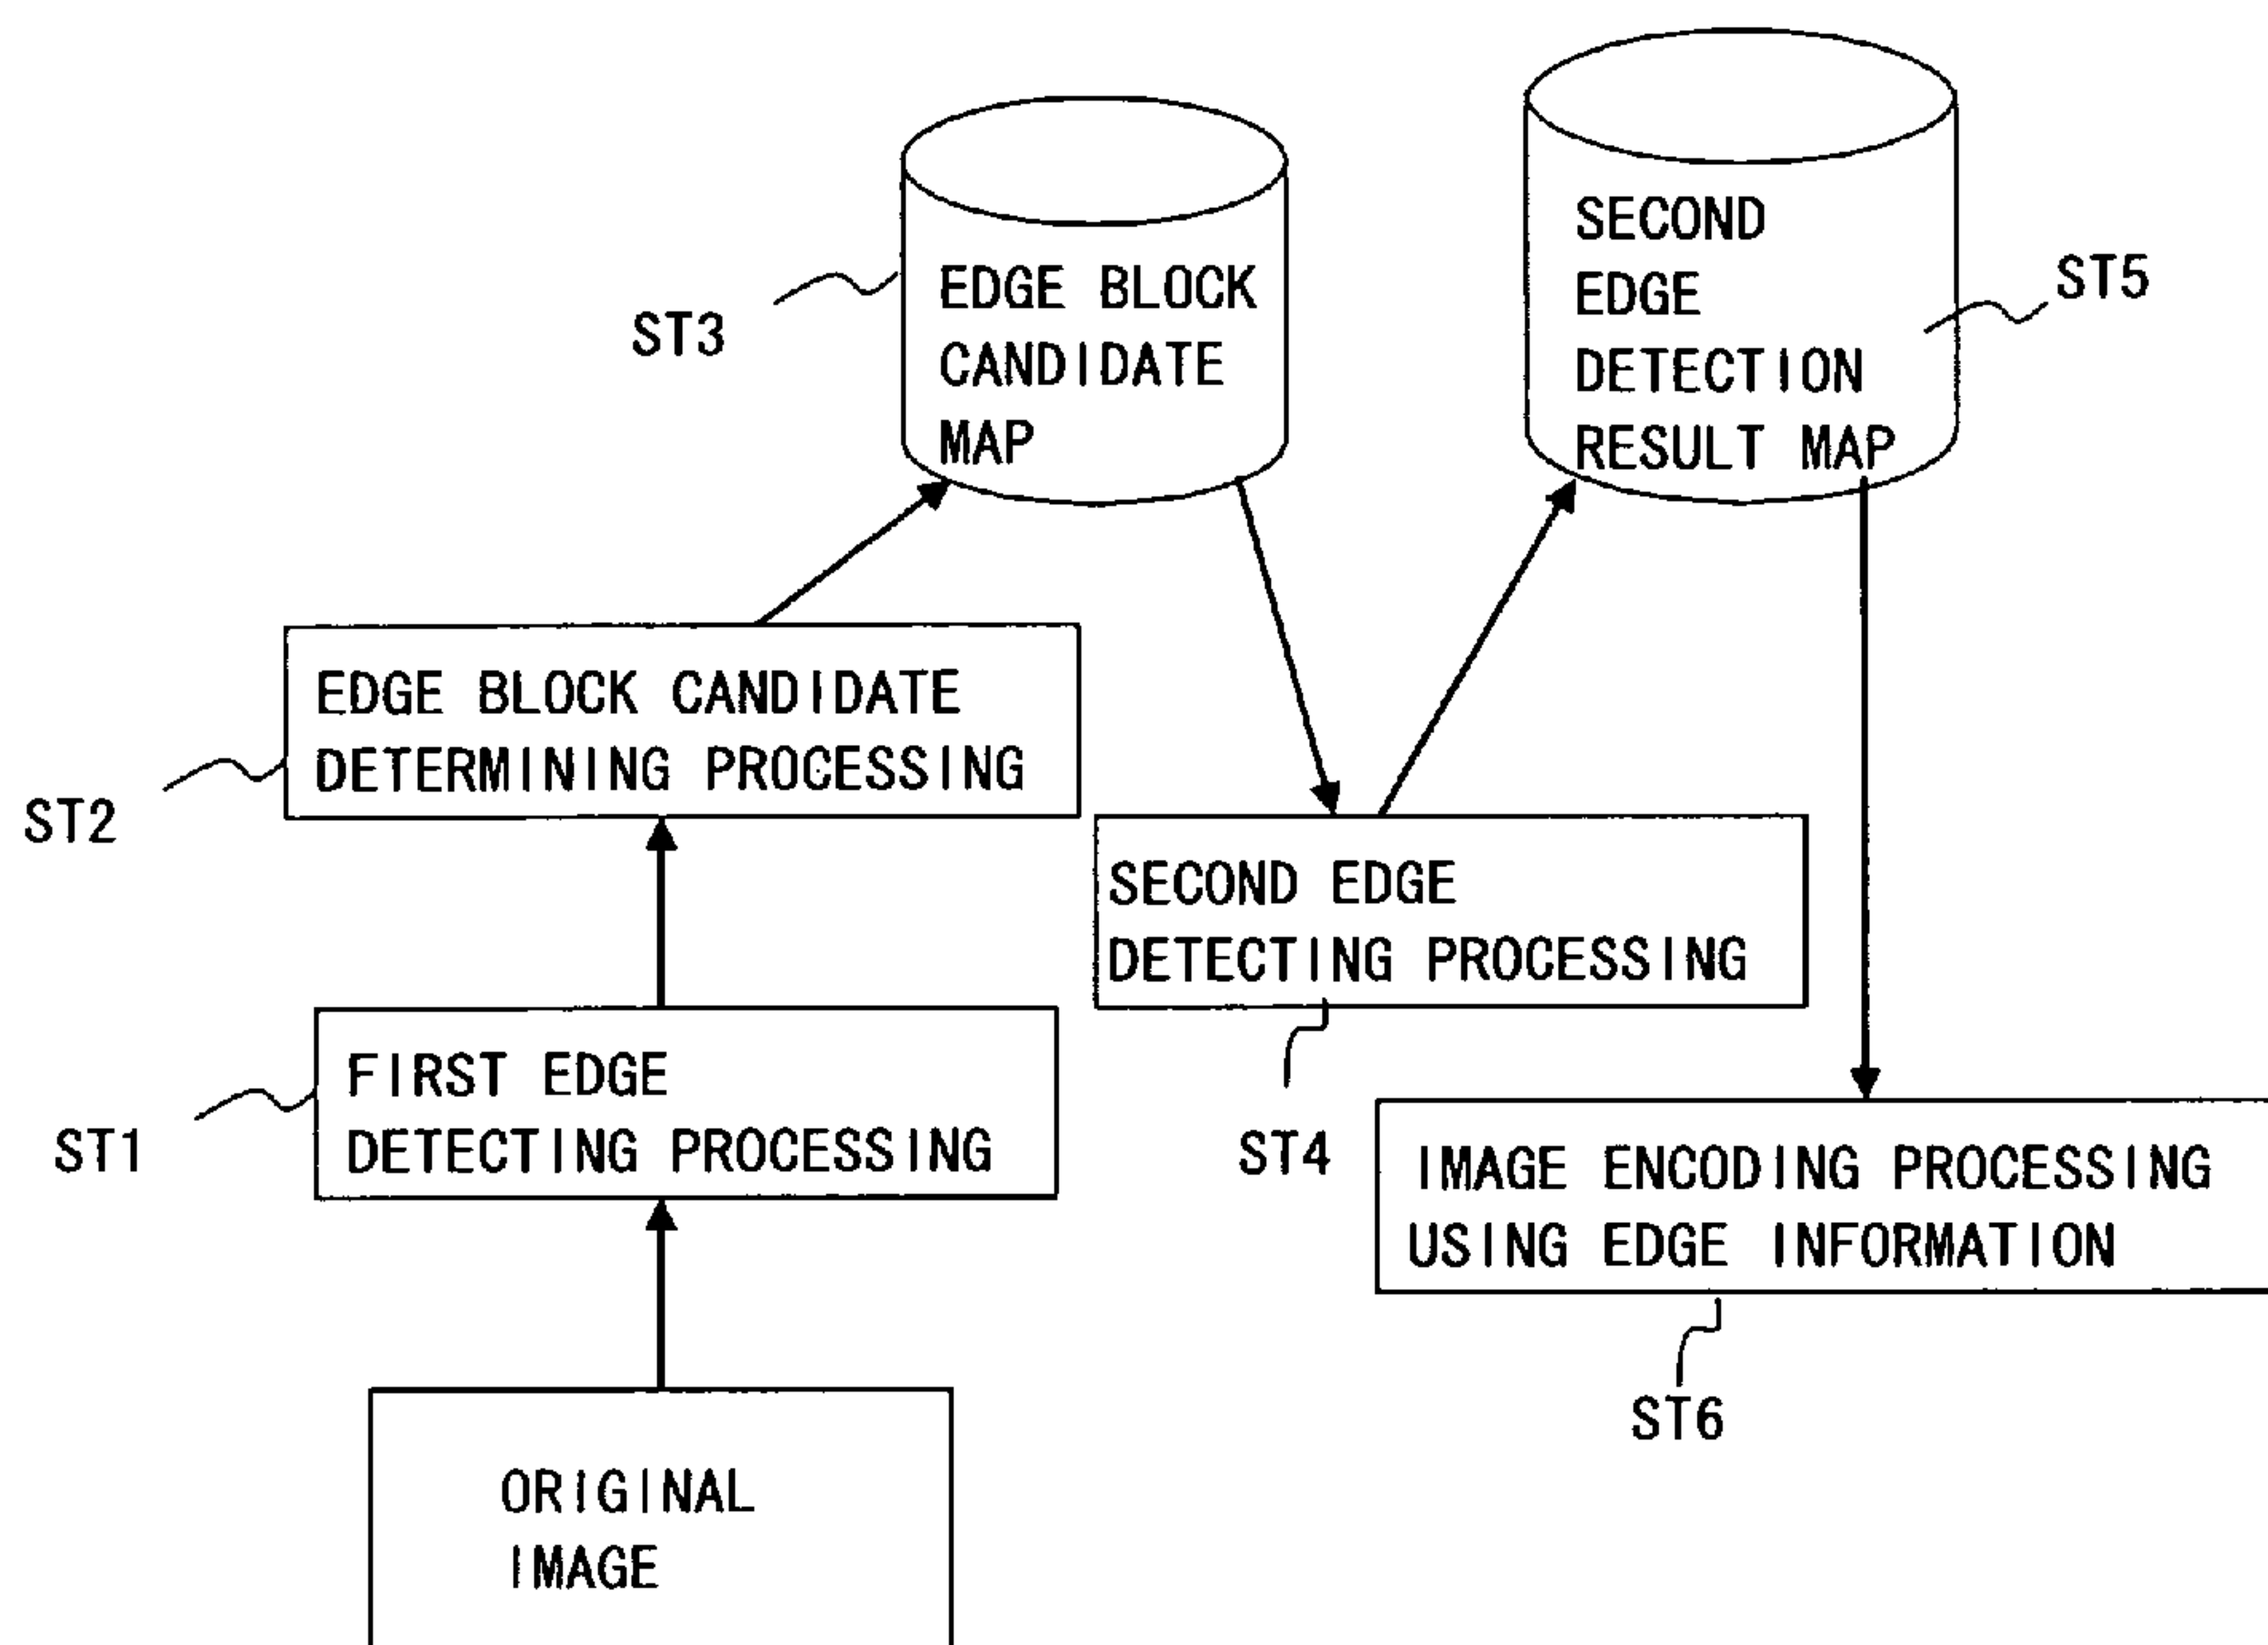 SECOND
EDGE
DETECTION
RESULT MAP
ST5
EDGE BLOCK
CANDIDATE
MAP
ST3
EDGE BLOCK CANDIDATE
DETERMINING PROCESSING
ST2
SECOND EDGE
DETECTING PROCESSING
ST4
FIRST EDGE
DETECTING PROCESSING
ST1
IMAGE ENCODING PROCESSING
USING EDGE INFORMATION
ST6
ORIGINAL
IMAGE